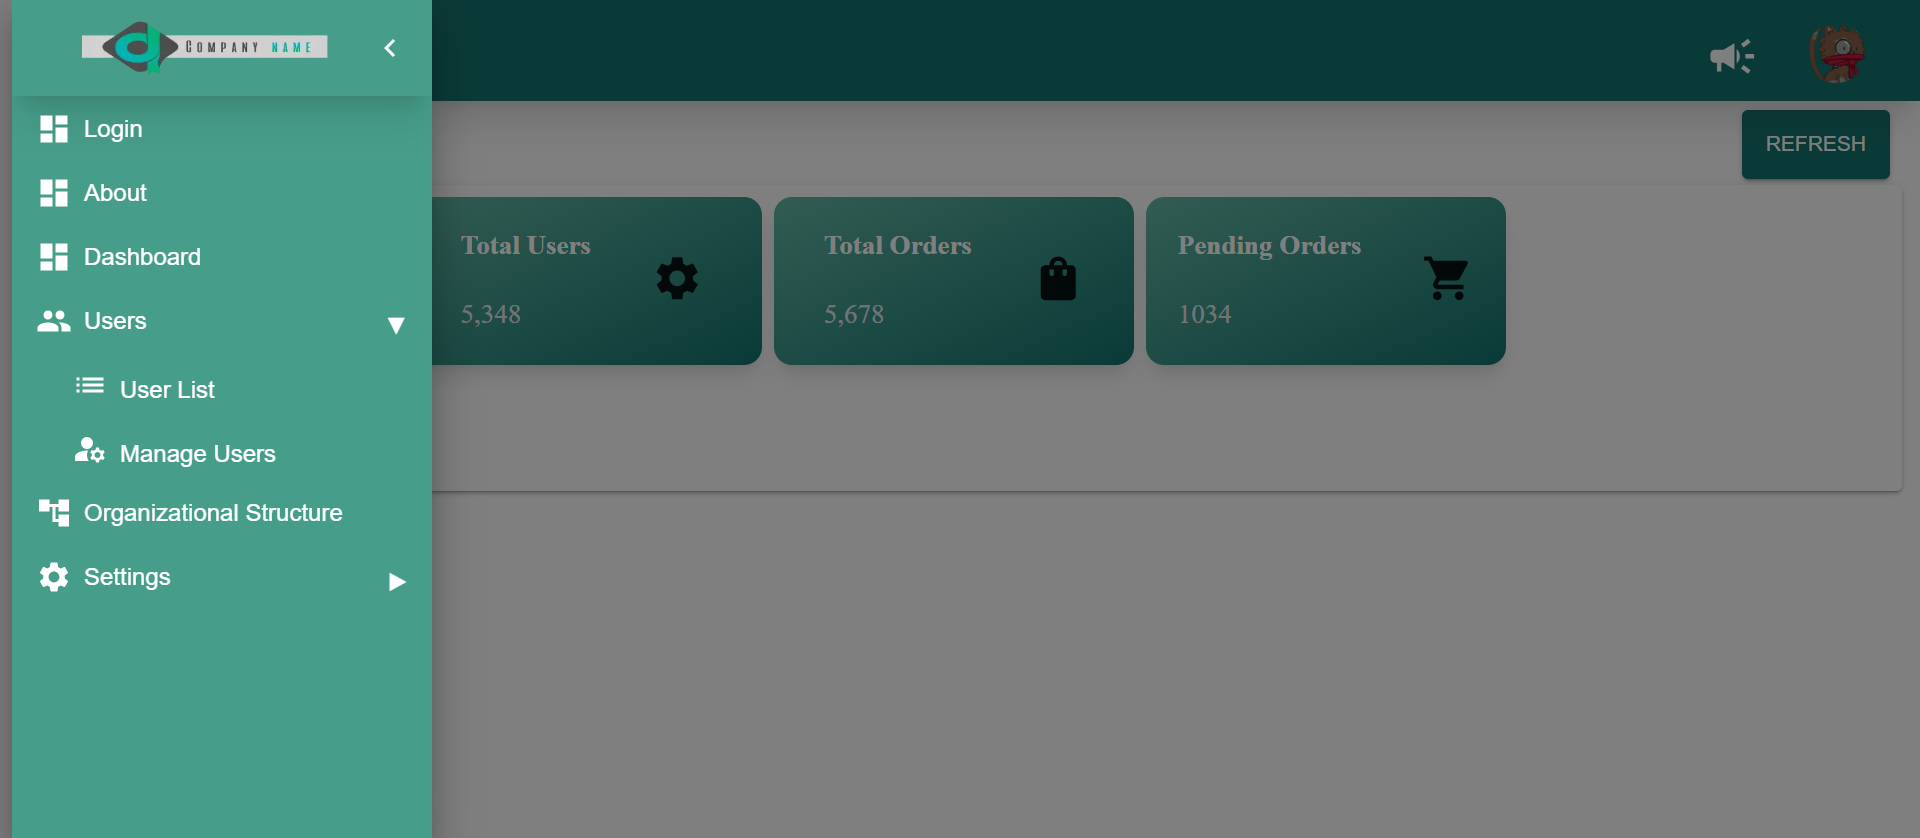 COMPANY NAME
Login
About
Dashboard
Users
User List
Manage Users
Organizational Structure
Settings
REFRESH
Total Users
5,348
Total Orders
5,678
Pending Orders
1034